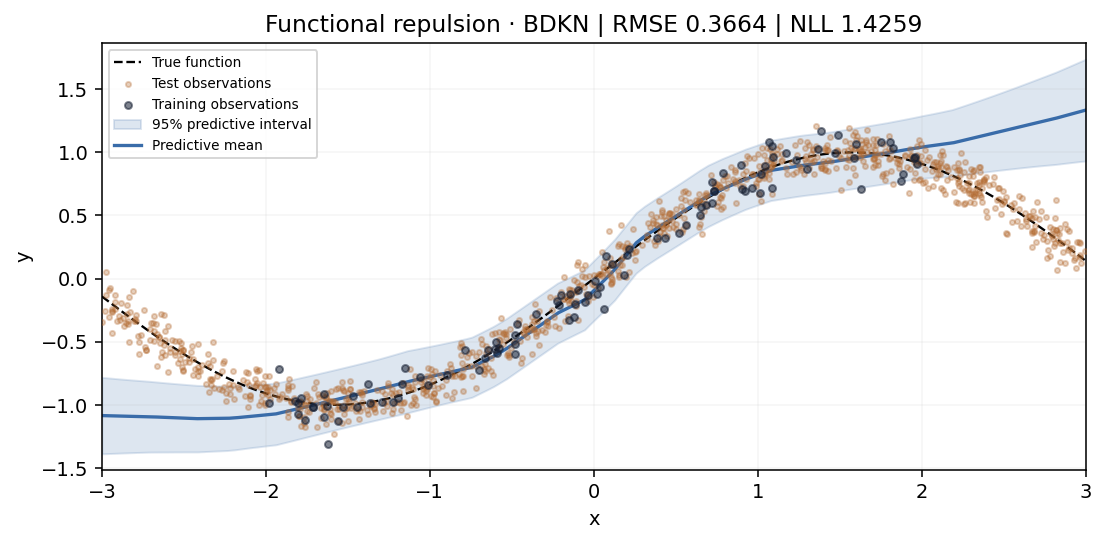 Functional repulsion · BDKN | RMSE 0.3664 | NLL 1.4259
True function
Test observations
Training observations
95% predictive interval
Predictive mean
1.5
1.0
0.5
0.0
−0.5
−1.0
−1.5
y
−3
−2
−1
0
1
2
3
x